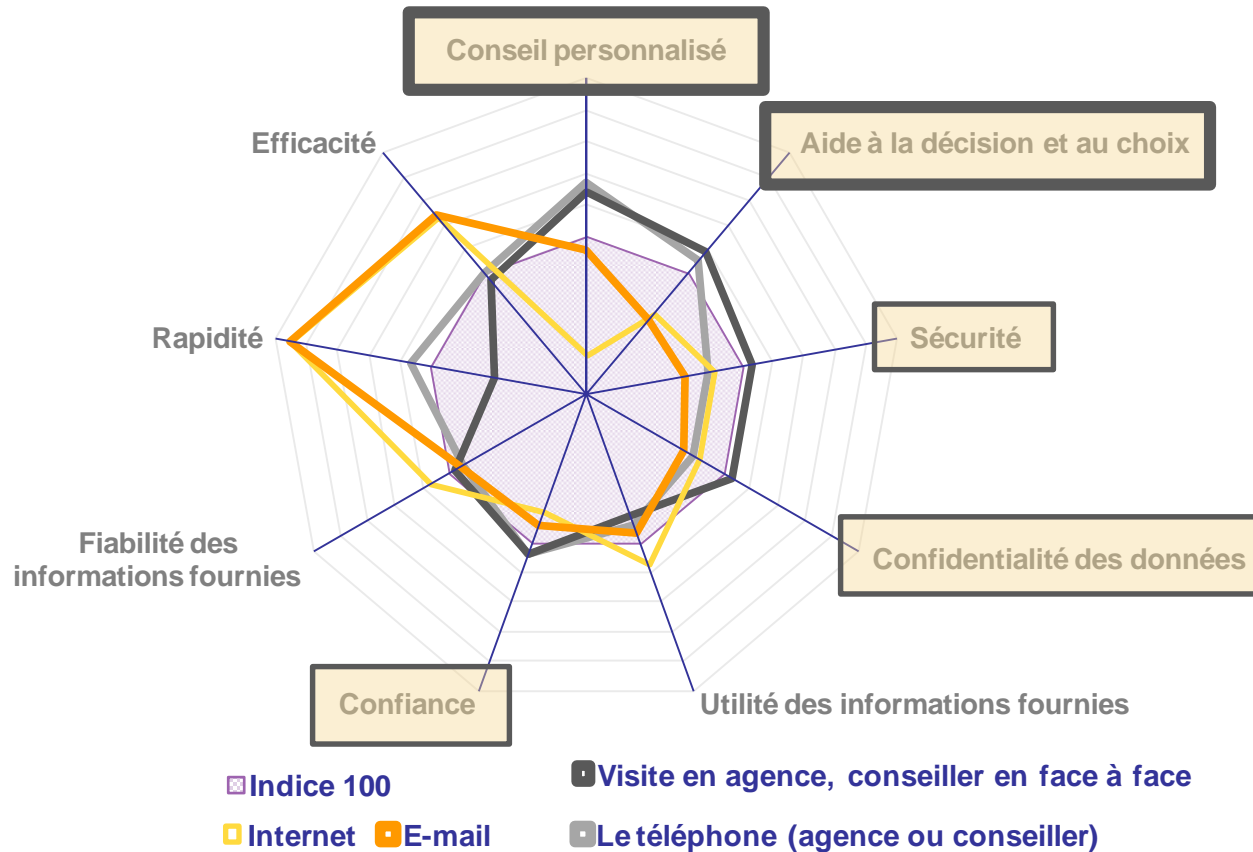 Conseil personnalisé
Aide à la décision et au choix
Efficacité
Rapidité
Sécurité
Fiabilité des
informations fournies
Confidentialité des données
Confiance
Utilité des informations fournies
Indice 100
Visite en agence, conseiller en face à face
Internet
E-mail
Le téléphone (agence ou conseiller)